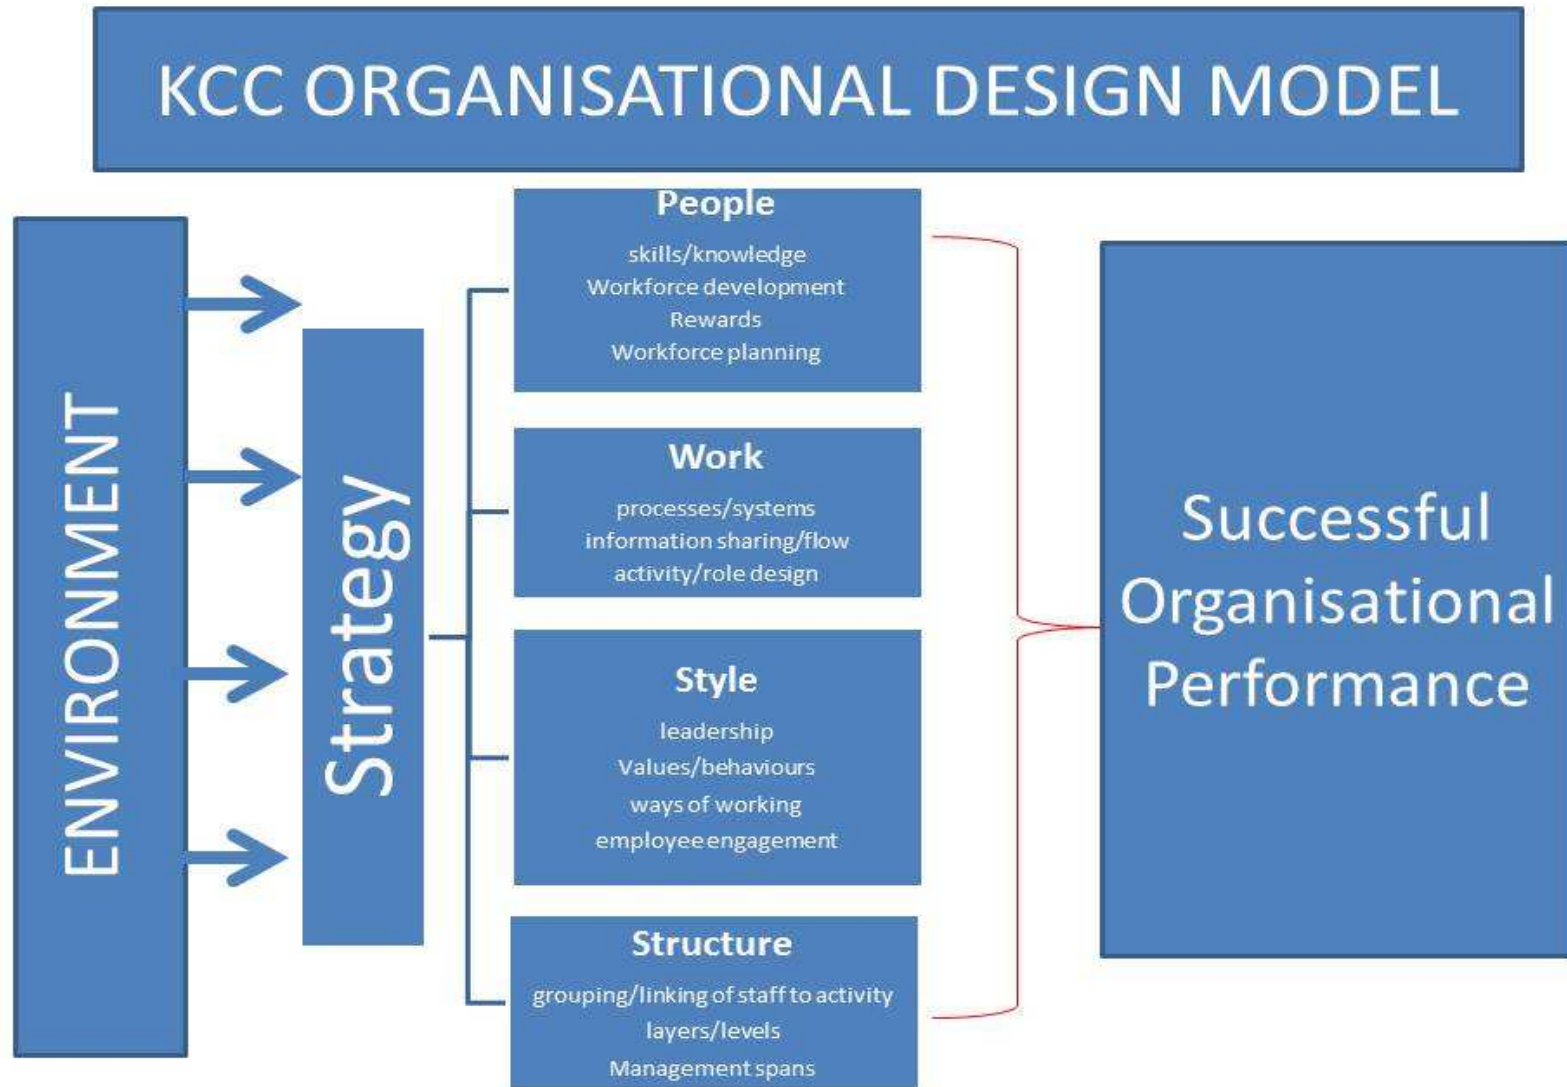 KCC ORGANISATIONAL DESIGN MODEL
ENVIRONMENT
Strategy
People
skills/knowledge
Workforce development
Rewards
Workforce planning
Work
processes/systems
information sharing/flow
activity/role design
Style
leadership
Values/behaviours
ways of working
employee engagement
Structure
grouping/linking of staff to activity
layers/levels
Management spans
Successful
Organisational
Performance